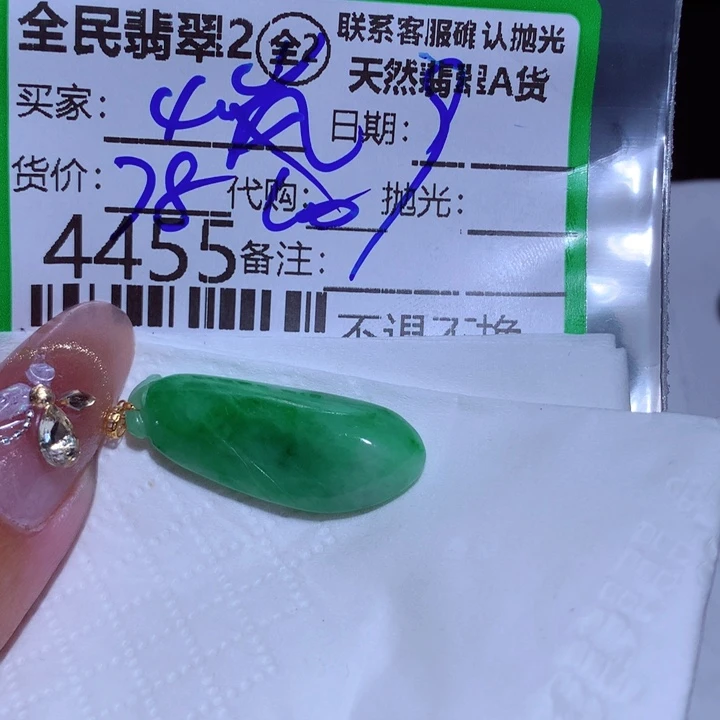 全民翡翠2 全2 联系客服确认抛光
天然翡翠A货
买家: 日期:
货价: 78 代购: 抛光:
4455 备注:
不退不换